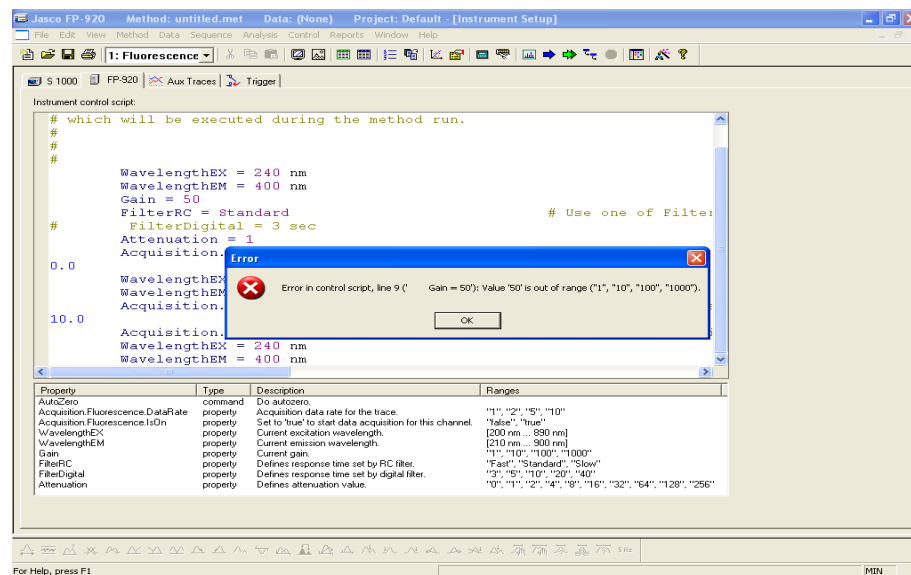 Jasco FP-920 Method: untitled.met Data: (None) Project: Default - [Instrument Setup]
File Edit View Method Data Sequence Analysis Control Reports Window Help
1: Fluorescence
S 1000 FP-920 Aux Traces Trigger
Instrument control script:
# which will be executed during the method run.
#
#
#
WavelengthEX = 240 nm
WavelengthEM = 400 nm
Gain = 50
FilterRC = Standard # Use one of Filter
# FilterDigital = 3 sec
Attenuation = 1
Acquisition.
0.0
WavelengthEX
WavelengthEM
Acquisition.
10.0
Acquisition.
WavelengthEX = 240 nm
WavelengthEM = 400 nm
Error
Error in control script, line 9 (' Gain = 50'): Value '50' is out of range ("1", "10", "100", "1000").
OK
Property Type Description Ranges
AutoZero command Do autozero.
Acquisition.Fluorescence.DataRate property Acquisition data rate for the trace. "1", "2", "5", "10"
Acquisition.Fluorescence.IsOn property Set to 'true' to start data acquisition for this channel. "false", "true"
WavelengthEX property Current excitation wavelength. [200 nm ... 890 nm]
WavelengthEM property Current emission wavelength. [210 nm ... 900 nm]
Gain property Current gain. "1", "10", "100", "1000"
FilterRC property Defines response time set by RC filter. "Fast", "Standard", "Slow"
FilterDigital property Defines response time set by digital filter. "3", "5", "10", "20", "40"
Attenuation property Defines attenuation value. "0", "1", "2", "4", "8", "16", "32", "64", "128", "256"
5 Hz
For Help, press F1 MIN